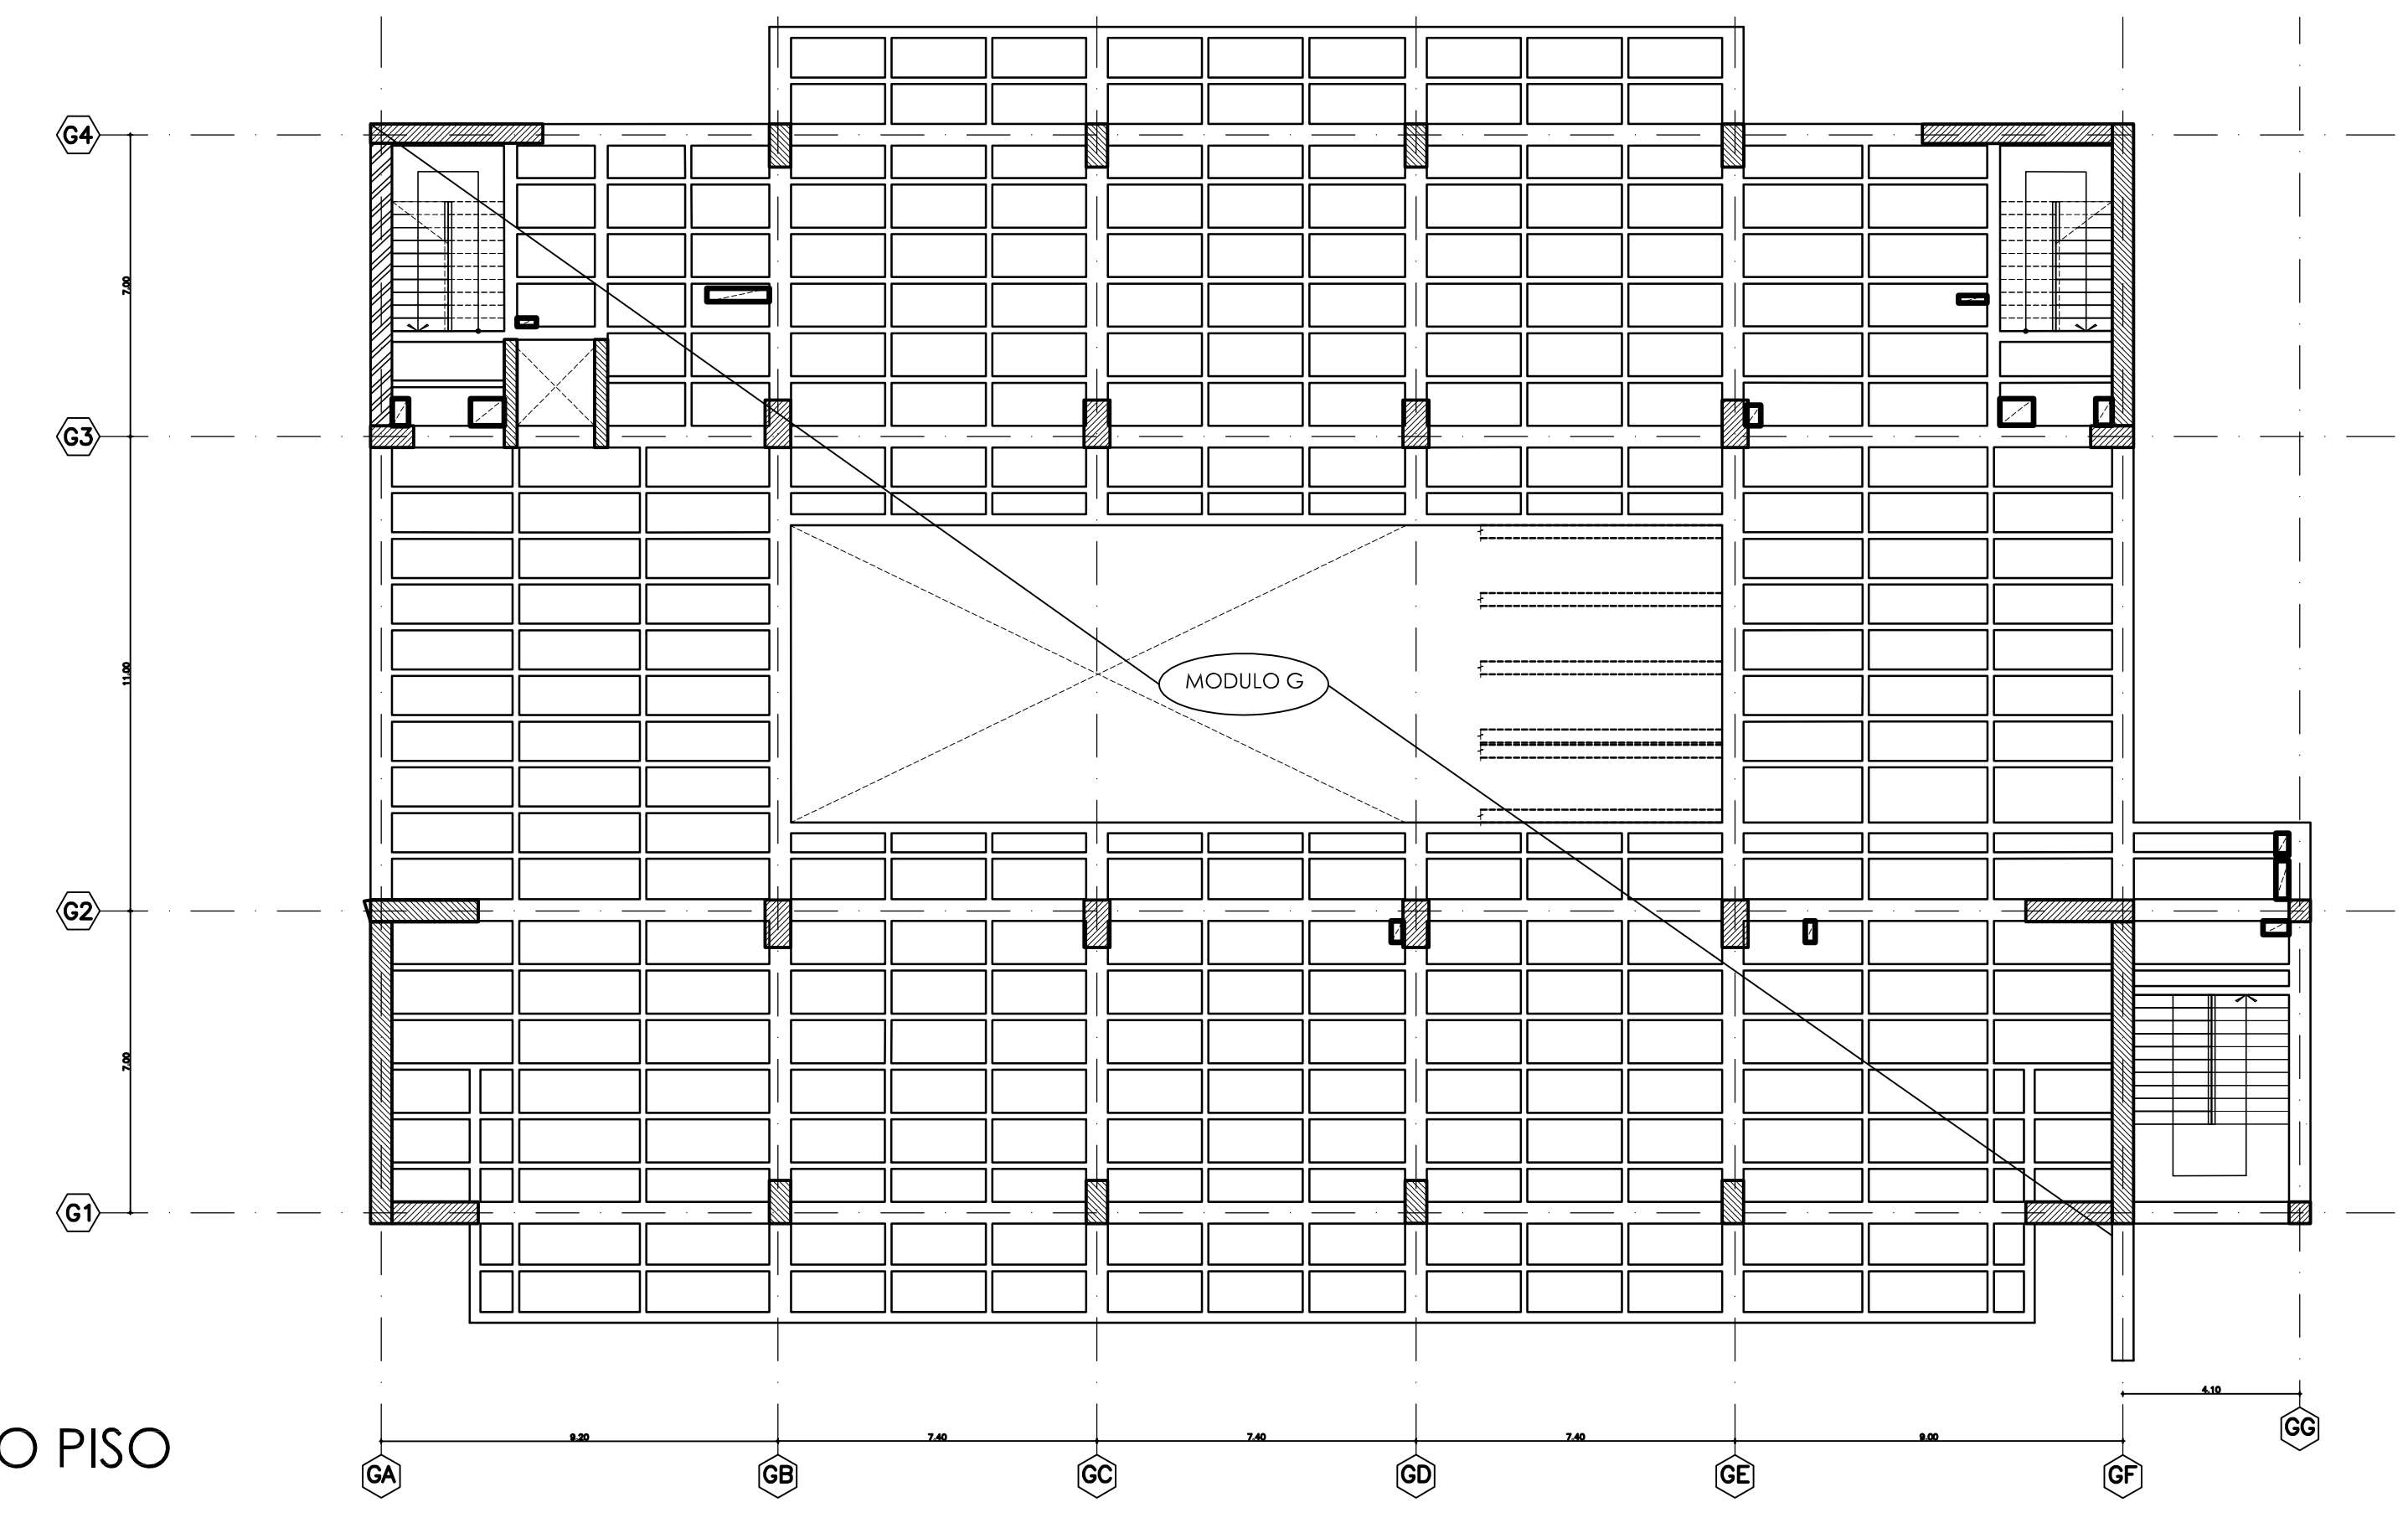 G4
7.00
G3
11.00
MODULO G
G2
7.00
G1
4.10
9.20
7.40
7.40
7.40
9.00
GG
O PISO
GA
GB
GC
GD
GE
GF